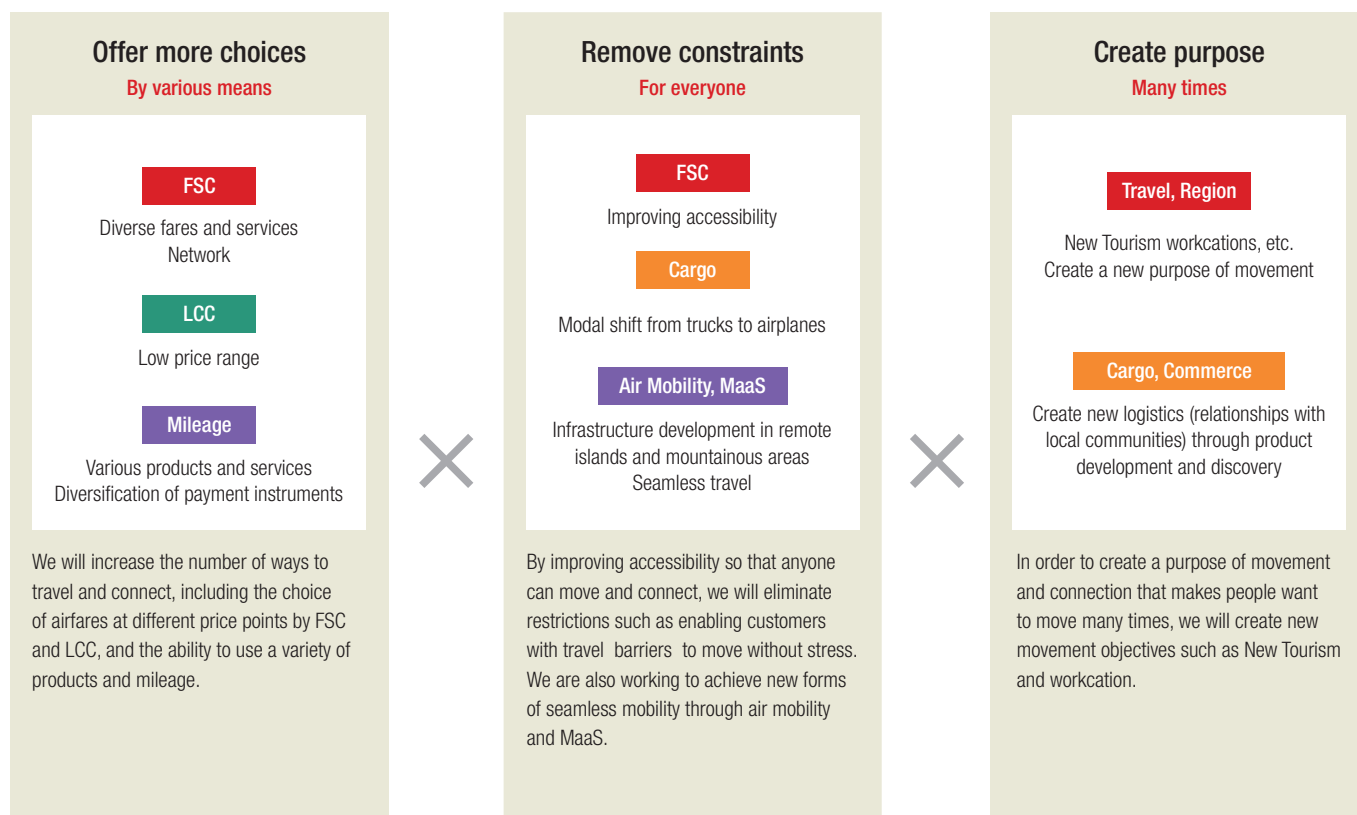 Offer more choices
By various means
FSC
Diverse fares and services
Network
LCC
Low price range
Mileage
Various products and services
Diversification of payment instruments
We will increase the number of ways to
travel and connect, including the choice
of airfares at different price points by FSC
and LCC, and the ability to use a variety of
products and mileage.
×
Remove constraints
For everyone
FSC
Improving accessibility
Cargo
Modal shift from trucks to airplanes
Air Mobility, MaaS
Infrastructure development in remote
islands and mountainous areas
Seamless travel
By improving accessibility so that anyone
can move and connect, we will eliminate
restrictions such as enabling customers
with travel barriers to move without stress.
We are also working to achieve new forms
of seamless mobility through air mobility
and MaaS.
×
Create purpose
Many times
Travel, Region
New Tourism workcations, etc.
Create a new purpose of movement
Cargo, Commerce
Create new logistics (relationships with
local communities) through product
development and discovery
In order to create a purpose of movement
and connection that makes people want
to move many times, we will create new
movement objectives such as New Tourism
and workcation.